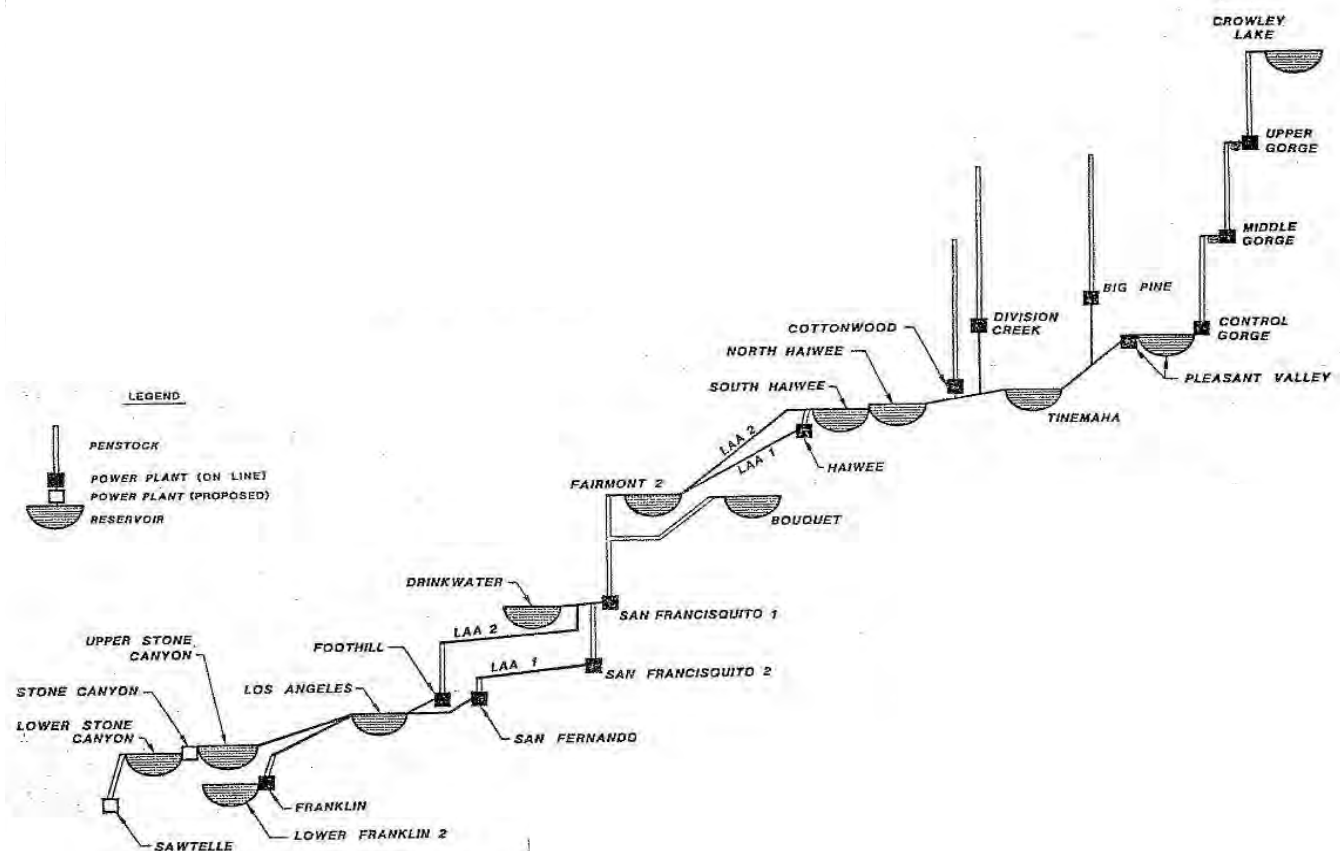 CROWLEY
LAKE
UPPER
GORGE
MIDDLE
GORGE
BIG PINE
DIVISION
CREEK
CONTROL
GORGE
COTTONWOOD
NORTH HAIWEE
PLEASANT VALLEY
SOUTH HAIWEE
TINEMAHA
LEGEND
PENSTOCK
POWER PLANT (ON LINE)
POWER PLANT (PROPOSED)
RESERVOIR
LAA 2
LAA 1
HAIWEE
FAIRMONT 2
BOUQUET
DRINKWATER
SAN FRANCISQUITO 1
LAA 2
UPPER STONE
CANYON
FOOTHILL
LAA 1
SAN FRANCISQUITO 2
STONE CANYON
LOS ANGELES
LOWER STONE
CANYON
SAN FERNANDO
FRANKLIN
LOWER FRANKLIN 2
SAWTELLE